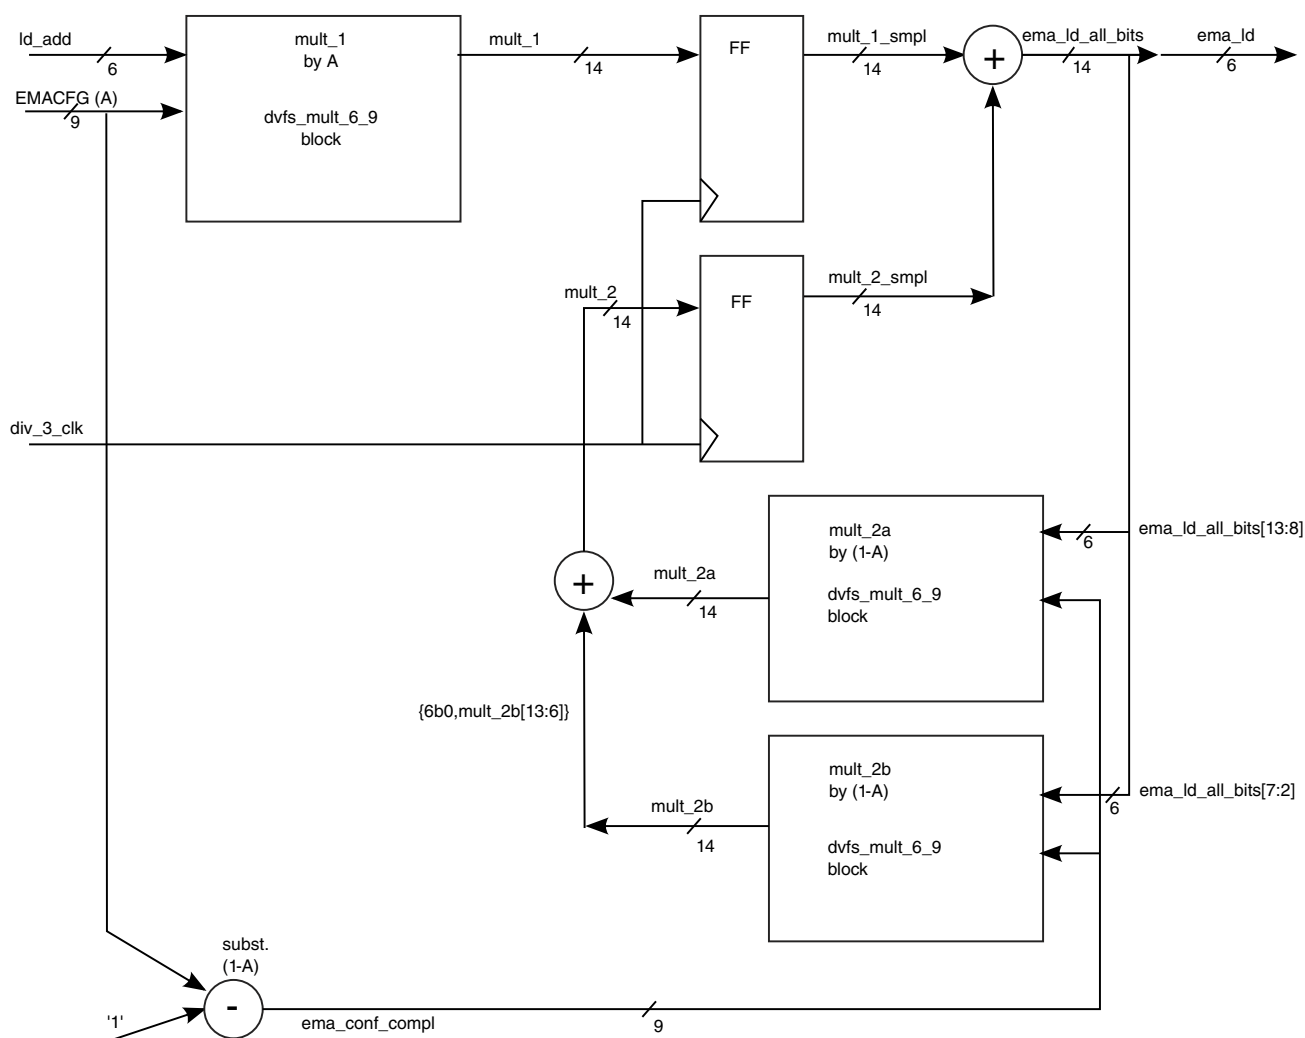 ld_add
6
EMACFG (A)
9
mult_1
by A
dvfs_mult_6_9
block
mult_1
14
FF
mult_1_smpl
14
+
ema_ld_all_bits
14
ema_ld
6
mult_2
14
FF
mult_2_smpl
14
div_3_clk
mult_2a
by (1-A)
dvfs_mult_6_9
block
6
ema_ld_all_bits[13:8]
+
mult_2a
14
{6b0,mult_2b[13:6]}
mult_2b
by (1-A)
dvfs_mult_6_9
block
6
ema_ld_all_bits[7:2]
mult_2b
14
subst.
(1-A)
-
'1'
ema_conf_compl
9